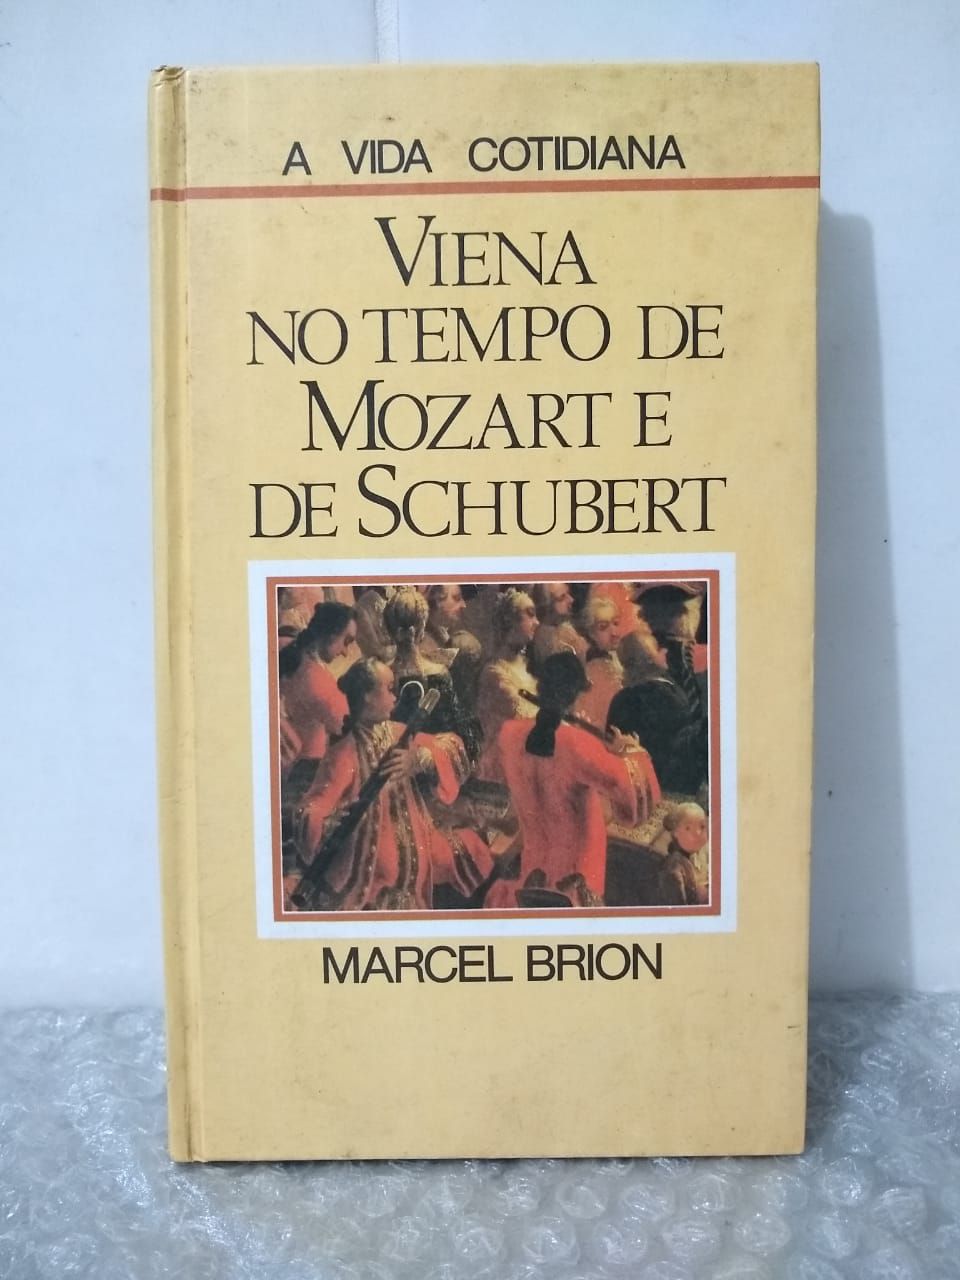 A VIDA COTIDIANA
VIENA
NO TEMPO DE
MOZART E
DE SCHUBERT
MARCEL BRION